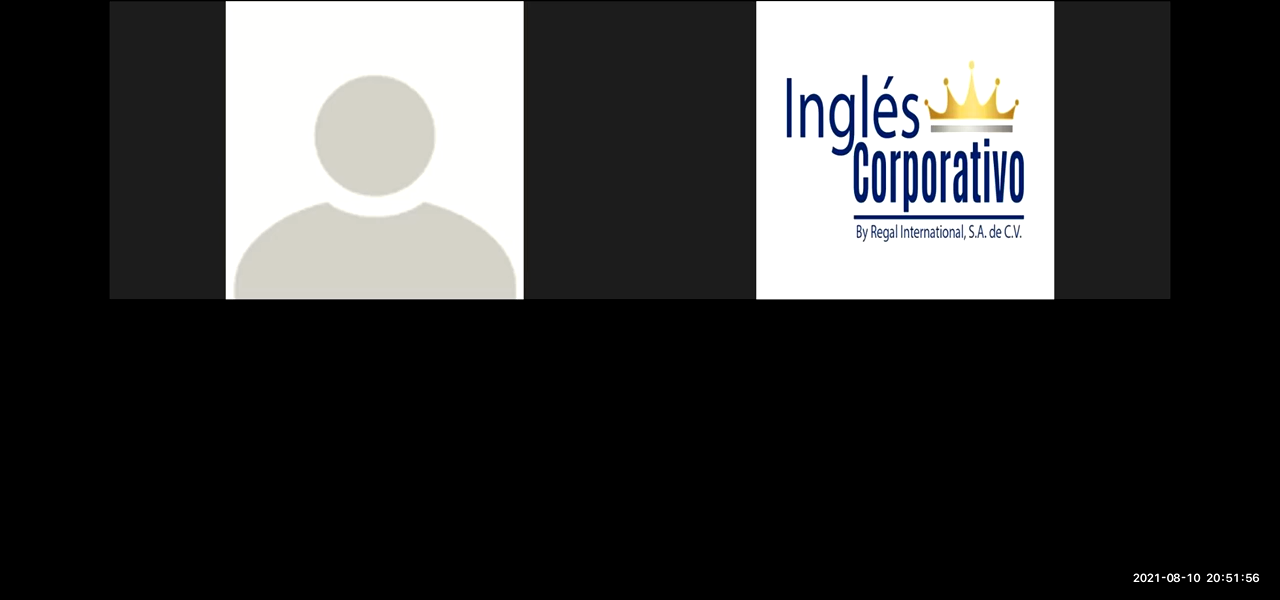 Inglés
Corporativo
By Regal International, S.A. de C.V.
2021-08-10 20:51:56